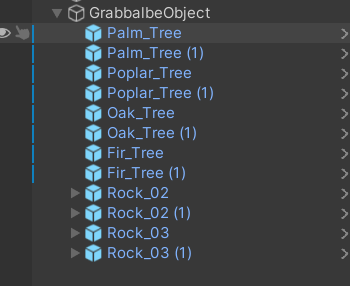 GrabbalbeObject
Palm_Tree
Palm_Tree (1)
Poplar_Tree
Poplar_Tree (1)
Oak_Tree
Oak_Tree (1)
Fir_Tree
Fir_Tree (1)
Rock_02
Rock_02 (1)
Rock_03
Rock_03 (1)